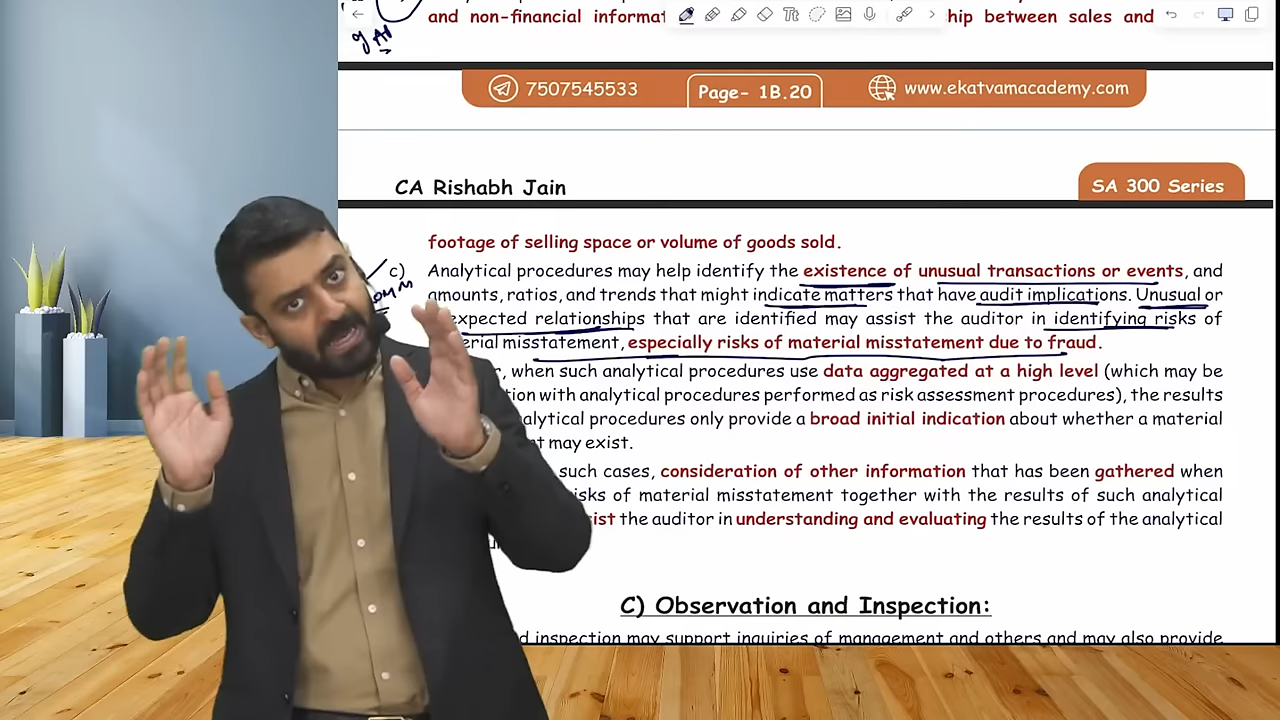 and non-financial informat
hip between sales and
7507545533
Page- 1B.20
www.ekatvamacademy.com
CA Rishabh Jain
SA 300 Series
footage of selling space or volume of goods sold.
c) Analytical procedures may help identify the existence of unusual transactions or events, and
amounts, ratios, and trends that might indicate matters that have audit implications. Unusual or
expected relationships that are identified may assist the auditor in identifying risks of
erial misstatement, especially risks of material misstatement due to fraud.
, when such analytical procedures use data aggregated at a high level (which may be
tion with analytical procedures performed as risk assessment procedures), the results
alytical procedures only provide a broad initial indication about whether a material
nt may exist.
such cases, consideration of other information that has been gathered when
isks of material misstatement together with the results of such analytical
ist the auditor in understanding and evaluating the results of the analytical
C) Observation and Inspection:
d inspection may support inquiries of management and others and may also provide